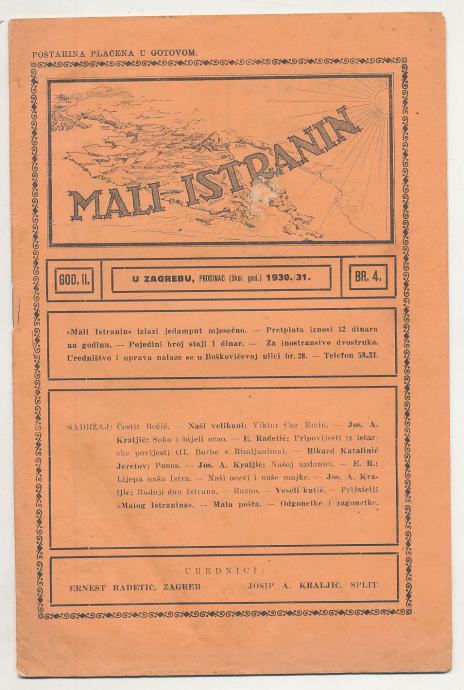 POŠTARINA PLAĆENA U GOTOVOM.
MALI ISTRANIN
GOD. II.
U ZAGREBU, PROSINAC (škol. god.) 1930./31.
BR. 4.
»Mali Istranin« izlazi jedamput mjesečno. — Pretplata iznosi 12 dinara
na godinu. — Pojedini broj stoji 1 dinar. — Za inostranstvo dvostruko.
Uredništvo i uprava nalaze se u Boškovićevoj ulici br. 20. — Telefon 59.31.
SADRŽAJ: Čestit Božić. — Naši velikani: Viktor Car Emin. — Jos. A.
Kraljić: Soko i bijeli orao. — E. Radetić: Pripovijesti iz istar-
ske povijesti (II. Borbe s Rimljanima). — Rikard Katalinić
Jeretov: Ponos. — Jos. A. Kraljić: Našoj uzdanici. — E. R.:
Lijepa naša Istra. — Naši očevi i naše majke. — Jos. A. Kra-
ljić: Badnji dan Istrana. — Razno. — Veseli kutić. — Prijatelji
»Malog Istranina«. — Mala pošta. — Odgonetke i zagonetke.
UREDNICI:
ERNEST RADETIĆ, ZAGREB
JOSIP A. KRALJIĆ, SPLIT.